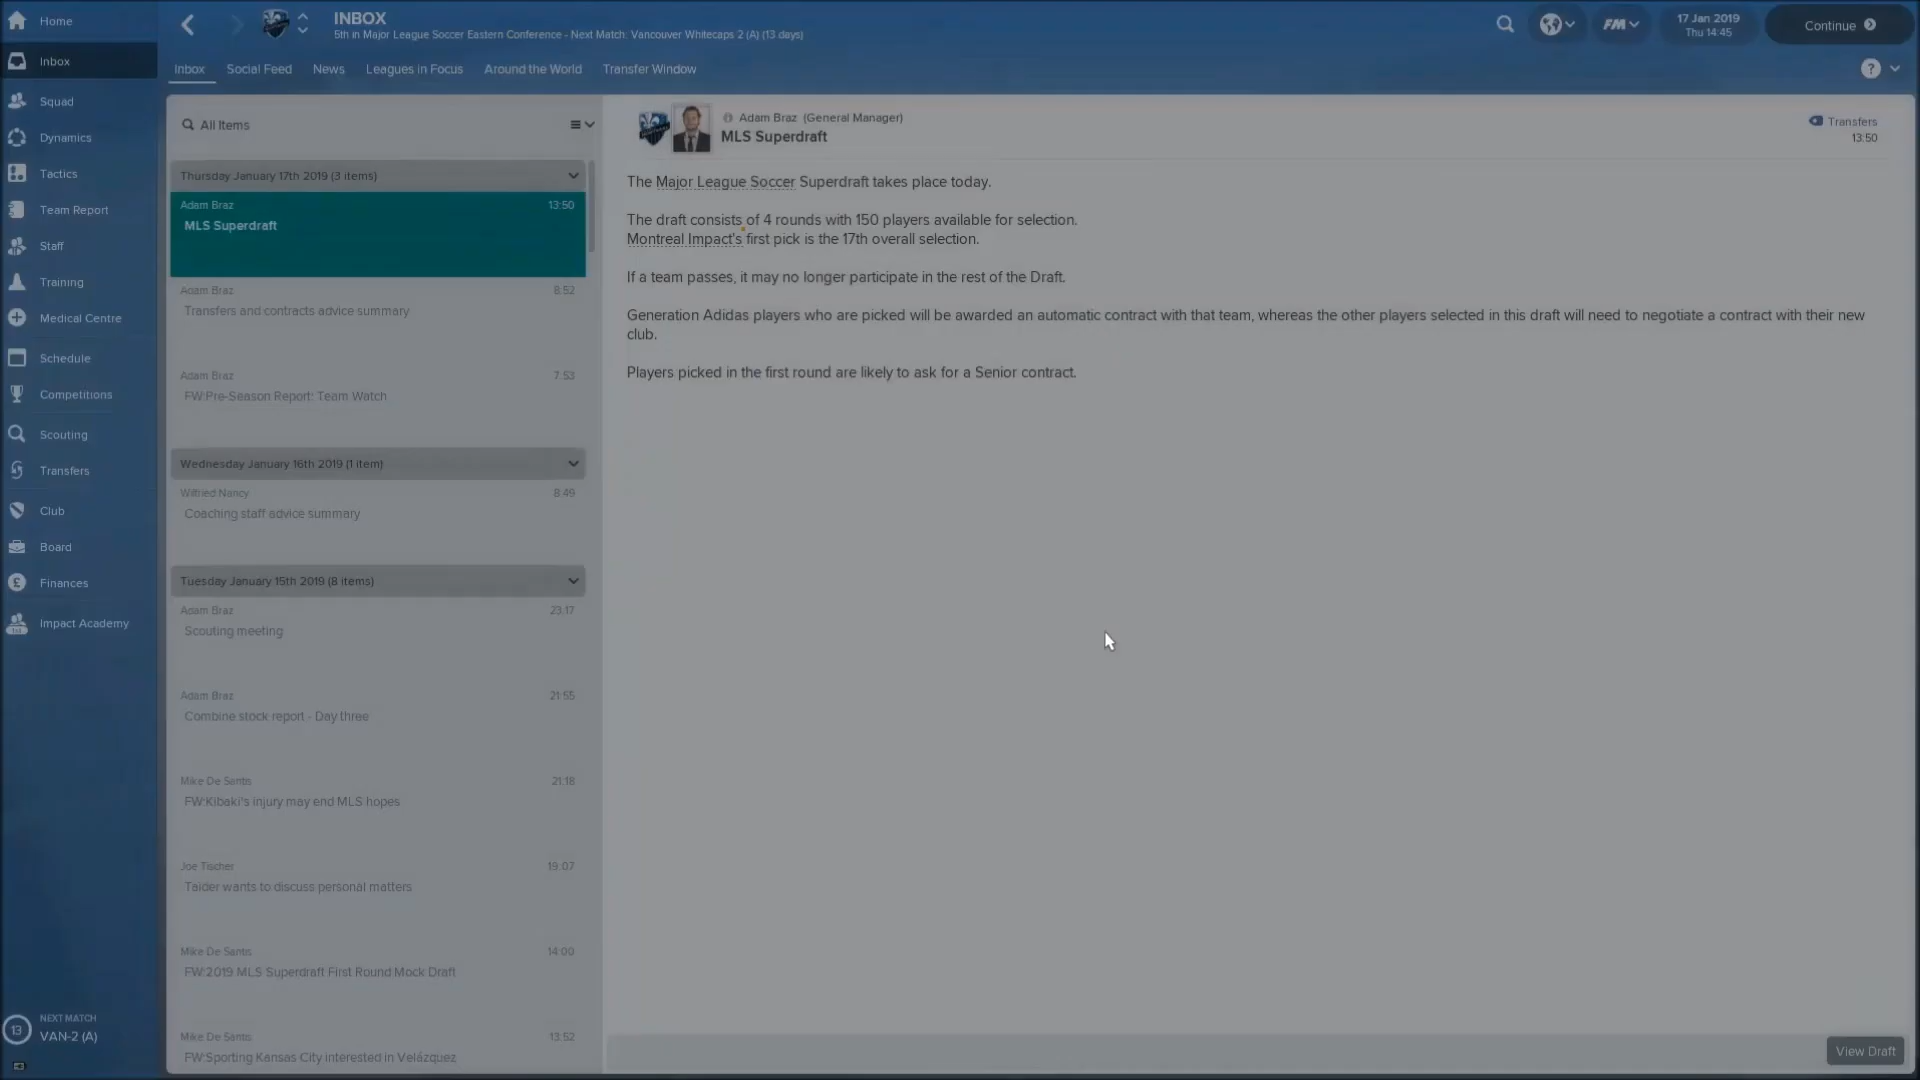 Home
Inbox
Squad
Dynamics
Tactics
Team Report
Staff
Training
Medical Centre
Schedule
Competitions
Scouting
Transfers
Club
Board
Finances
Impact Academy
13
NEXT MATCH
VAN-2 (A)
INBOX
5th in Major League Soccer Eastern Conference - Next Match: Vancouver Whitecaps 2 (A) (13 days)
FM
17 Jan 2019
Thu 14:45
Continue
Inbox
Social Feed
News
Leagues in Focus
Around the World
Transfer Window
?
All Items
Thursday January 17th 2019 (3 items)
Adam Braz 13:50
MLS Superdraft
Adam Braz 8:52
Transfers and contracts advice summary
Adam Braz 7:53
FW:Pre-Season Report: Team Watch
Wednesday January 16th 2019 (1 item)
Wilfried Nancy 8:49
Coaching staff advice summary
Tuesday January 15th 2019 (8 items)
Adam Braz 23:17
Scouting meeting
Adam Braz 21:55
Combine stock report - Day three
Mike De Santis 21:18
FW:Kibaki's injury may end MLS hopes
Joe Tischer 19:07
Taider wants to discuss personal matters
Mike De Santis 14:00
FW:2019 MLS Superdraft First Round Mock Draft
Mike De Santis 13:52
FW:Sporting Kansas City interested in Velázquez
Adam Braz (General Manager)
MLS Superdraft
Transfers
13:50
The Major League Soccer Superdraft takes place today.
The draft consists of 4 rounds with 150 players available for selection.
Montreal Impact's first pick is the 17th overall selection.
If a team passes, it may no longer participate in the rest of the Draft.
Generation Adidas players who are picked will be awarded an automatic contract with that team, whereas the other players selected in this draft will need to negotiate a contract with their new
club.
Players picked in the first round are likely to ask for a Senior contract.
View Draft